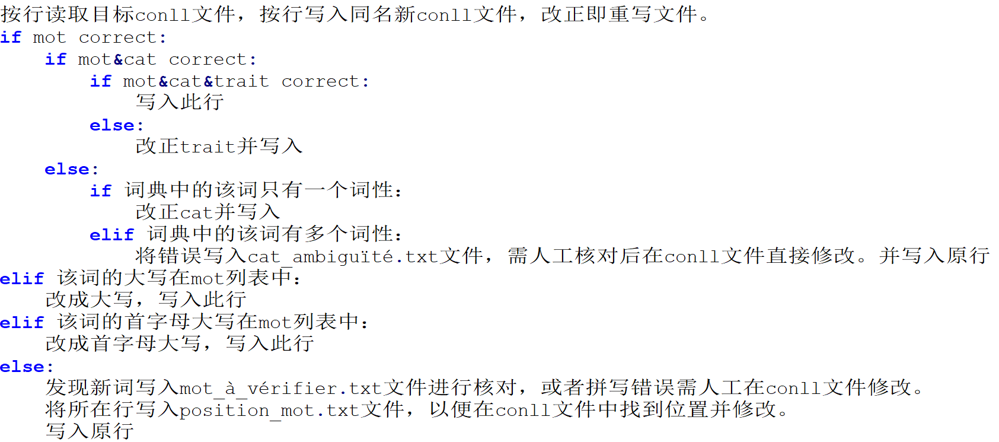 按行读取目标conll文件，按行写入同名新conll文件，改正即重写文件。
if mot correct:
    if mot&cat correct:
        if mot&cat&trait correct:
            写入此行
        else:
            改正trait并写入
    else:
        if 词典中的该词只有一个词性：
            改正cat并写入
        elif 词典中的该词有多个词性：
            将错误写入cat_ambiguïté.txt文件，需人工核对后在conll文件直接修改。并写入原行
elif 该词的大写在mot列表中：
    改成大写，写入此行
elif 该词的首字母大写在mot列表中：
    改成首字母大写，写入此行
else:
    发现新词写入mot_à_vérifier.txt文件进行核对，或者拼写错误需人工在conll文件修改。
    将所在行写入position_mot.txt文件，以便在conll文件中找到位置并修改。
    写入原行